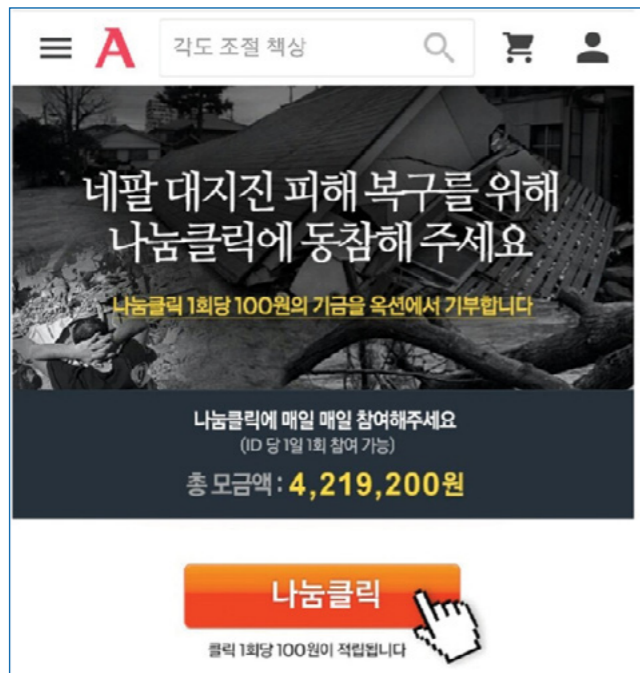 A 각도 조절 책상
네팔 대지진 피해 복구를 위해
나눔클릭에 동참해 주세요
나눔클릭 1회당 100원의 기금을 옥션에서 기부합니다
나눔클릭에 매일 매일 참여해주세요
(ID 당 1일 1회 참여 가능)
총 모금액 : 4,219,200원
나눔클릭
클릭 1회당 100원이 적립됩니다